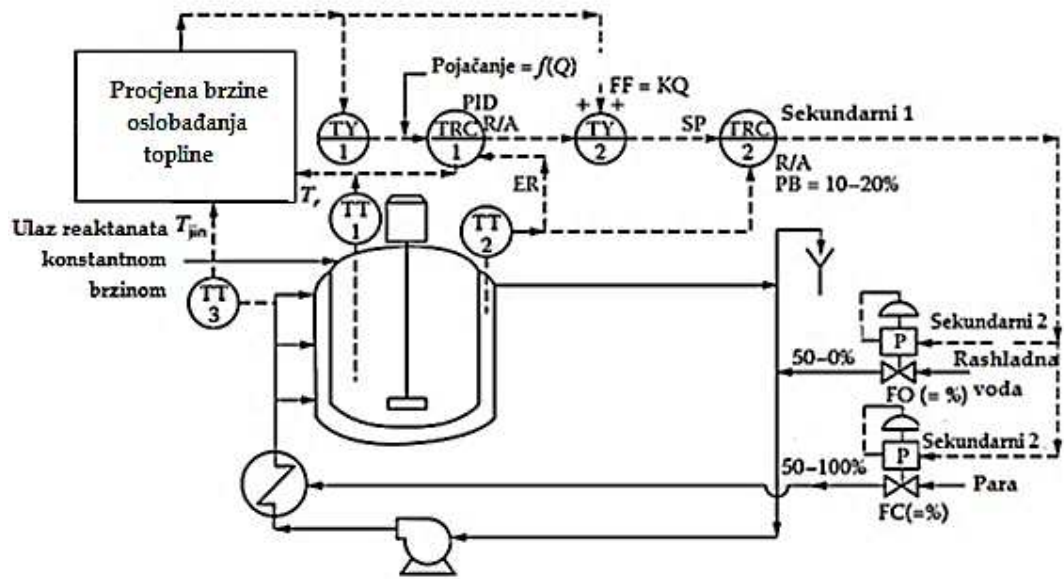 Procjena brzine
oslobađanja
topline
Pojačanje = f(Q)
PID
R/A
FF = KQ
+ +
TY
1
TRC
1
TY
2
SP
TRC
2
Sekundarni 1
R/A
PB = 10–20%
ER
Tr
TT
1
TT
2
Tjin
Ulaz reaktanata
konstantnom
brzinom
TT
3
Sekundarni 2
P
50–0%
Rashladna
voda
FO (= %)
Sekundarni 2
P
50–100%
Para
FC(=%)